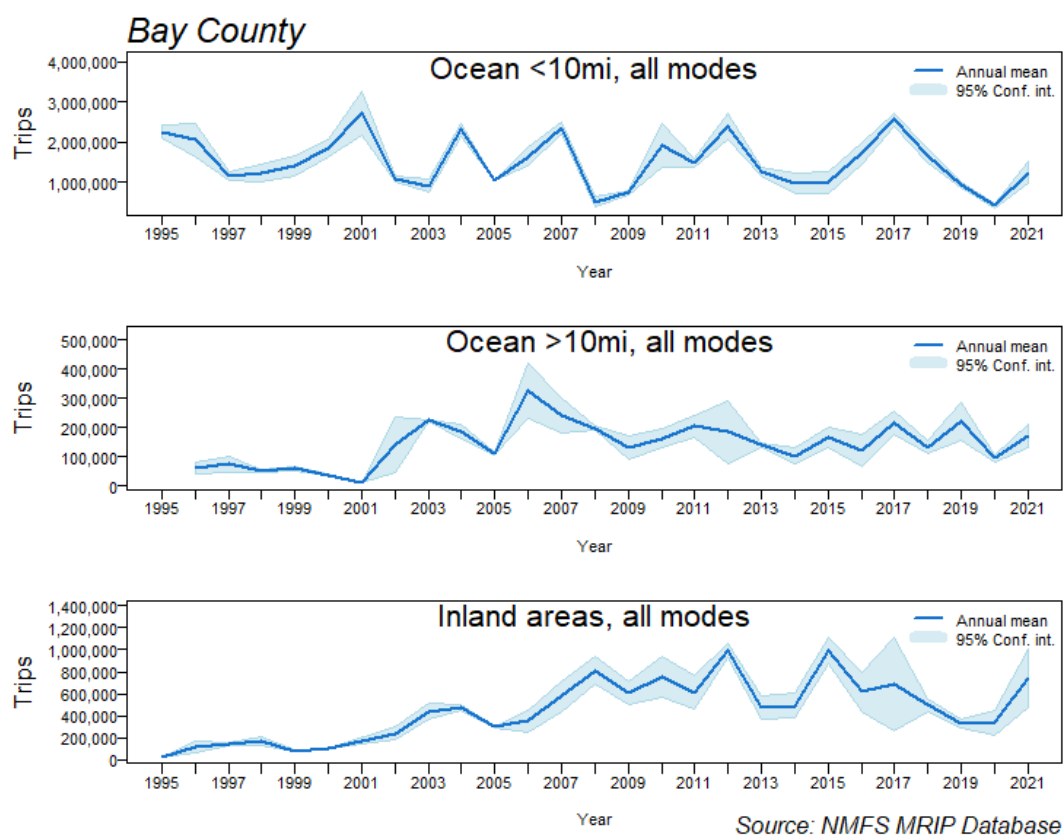 Bay County
Ocean <10mi, all modes
Annual mean
95% Conf. int.
4,000,000
3,000,000
2,000,000
1,000,000
Trips
1995 1997 1999 2001 2003 2005 2007 2009 2011 2013 2015 2017 2019 2021
Year
Ocean >10mi, all modes
Annual mean
95% Conf. int.
500,000
400,000
300,000
200,000
100,000
0
Trips
1995 1997 1999 2001 2003 2005 2007 2009 2011 2013 2015 2017 2019 2021
Year
Inland areas, all modes
Annual mean
95% Conf. int.
1,400,000
1,200,000
1,000,000
800,000
600,000
400,000
200,000
0
Trips
1995 1997 1999 2001 2003 2005 2007 2009 2011 2013 2015 2017 2019 2021
Year
Source: NMFS MRIP Database